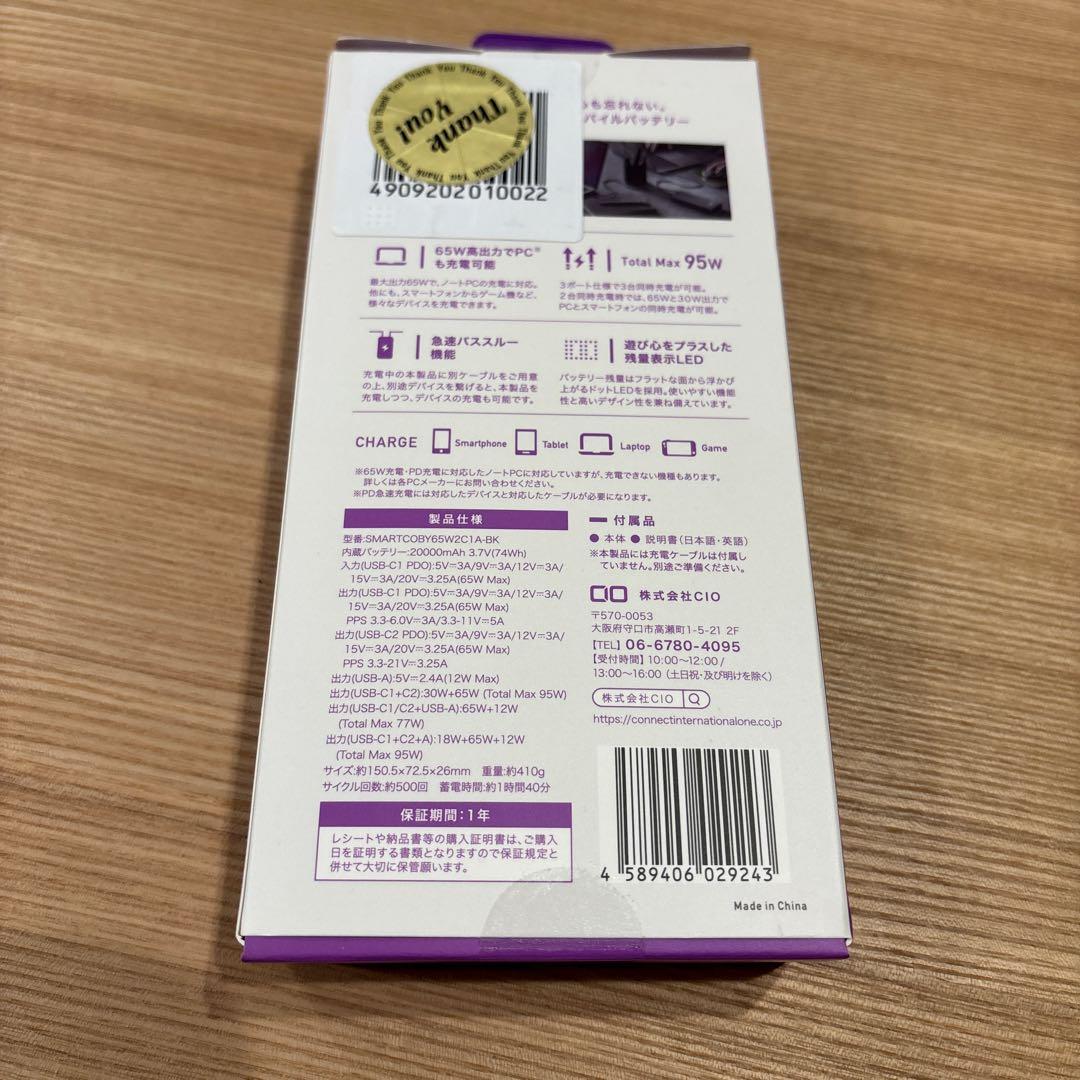 Thank You Thank You Thank You Thank You Thank You
Thank
You!
4909202010022
も忘れない。
バイルバッテリー
65W高出力でPC※
も充電可能
最大出力65Wで、ノートPCの充電に対応。
他にも、スマートフォンからゲーム機など、
様々なデバイスを充電できます。
Total Max 95W
3ポート仕様で3台同時充電が可能。
2台同時充電時では、65Wと30W出力で
PCとスマートフォンの同時充電が可能。
急速パススルー
機能
充電中の本製品に別ケーブルをご用意
の上、別途デバイスを繋げると、本製品を
充電しつつ、デバイスの充電も可能です。
遊び心をプラスした
残量表示LED
バッテリー残量はフラットな面から浮かび
上がるドットLEDを採用。使いやすい機能
性と高いデザイン性を兼ね備えています。
CHARGE Smartphone Tablet Laptop Game
※65W充電・PD充電に対応したノートPCに対応していますが、充電できない機種もあります。
詳しくは各PCメーカーにお問い合わせください。
※PD急速充電には対応したデバイスと対応したケーブルが必要になります。
製品仕様
型番:SMARTCOBY65W2C1A-BK
内蔵バッテリー:20000mAh 3.7V(74Wh)
入力(USB-C1 PDO):5V⎓3A/9V⎓3A/12V⎓3A/
15V⎓3A/20V⎓3.25A(65W Max)
出力(USB-C1 PDO):5V⎓3A/9V⎓3A/12V⎓3A/
15V⎓3A/20V⎓3.25A(65W Max)
PPS 3.3-6.0V⎓3A/3.3-11V⎓5A
出力(USB-C2 PDO):5V⎓3A/9V⎓3A/12V⎓3A/
15V⎓3A/20V⎓3.25A(65W Max)
PPS 3.3-21V⎓3.25A
出力(USB-A):5V⎓2.4A(12W Max)
出力(USB-C1+C2):30W+65W (Total Max 95W)
出力(USB-C1/C2+USB-A):65W+12W
(Total Max 77W)
出力(USB-C1+C2+A):18W+65W+12W
(Total Max 95W)
サイズ:約150.5×72.5×26mm 重量:約410g
サイクル回数:約500回 蓄電時間:約1時間40分
保証期間:1年
レシートや納品書等の購入証明書は、ご購入
日を証明する書類となりますので保証規定と
併せて大切に保管願います。
付属品
● 本体 ● 説明書(日本語・英語)
※本製品には充電ケーブルは付属し
ていません。別途ご準備ください。
CIO 株式会社CIO
〒570-0053
大阪府守口市高瀬町1-5-21 2F
【TEL】 06-6780-4095
【受付時間】 10:00〜12:00/
13:00〜16:00 (土日祝・及び明けを除く)
株式会社CIO
https://connectinternationalone.co.jp
4 589406 029243
Made in China